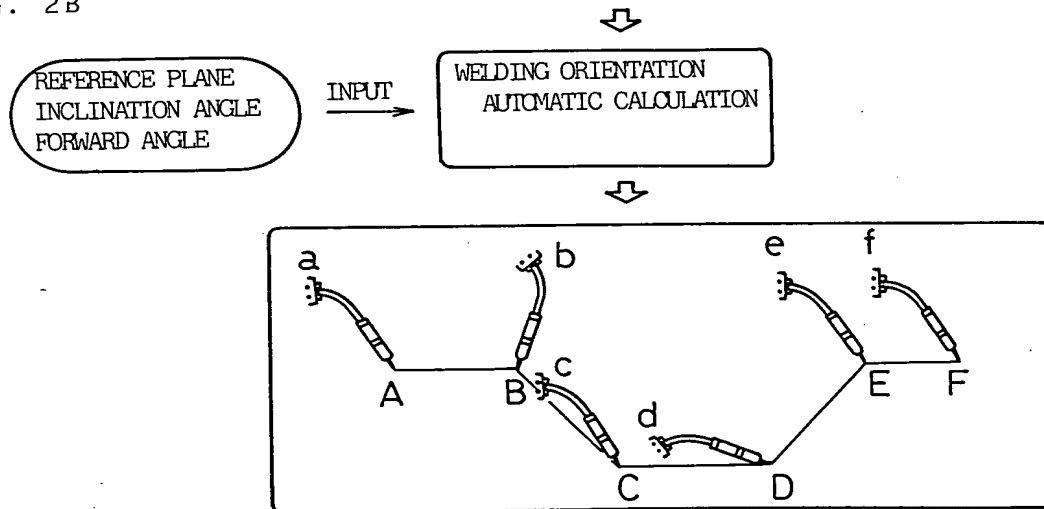 . 2B
REFERENCE PLANE
INCLINATION ANGLE
FORWARD ANGLE
INPUT
WELDING ORIENTATION
AUTOMATIC CALCULATION
a
b
e
f
A
B
c
E
F
d
C
D